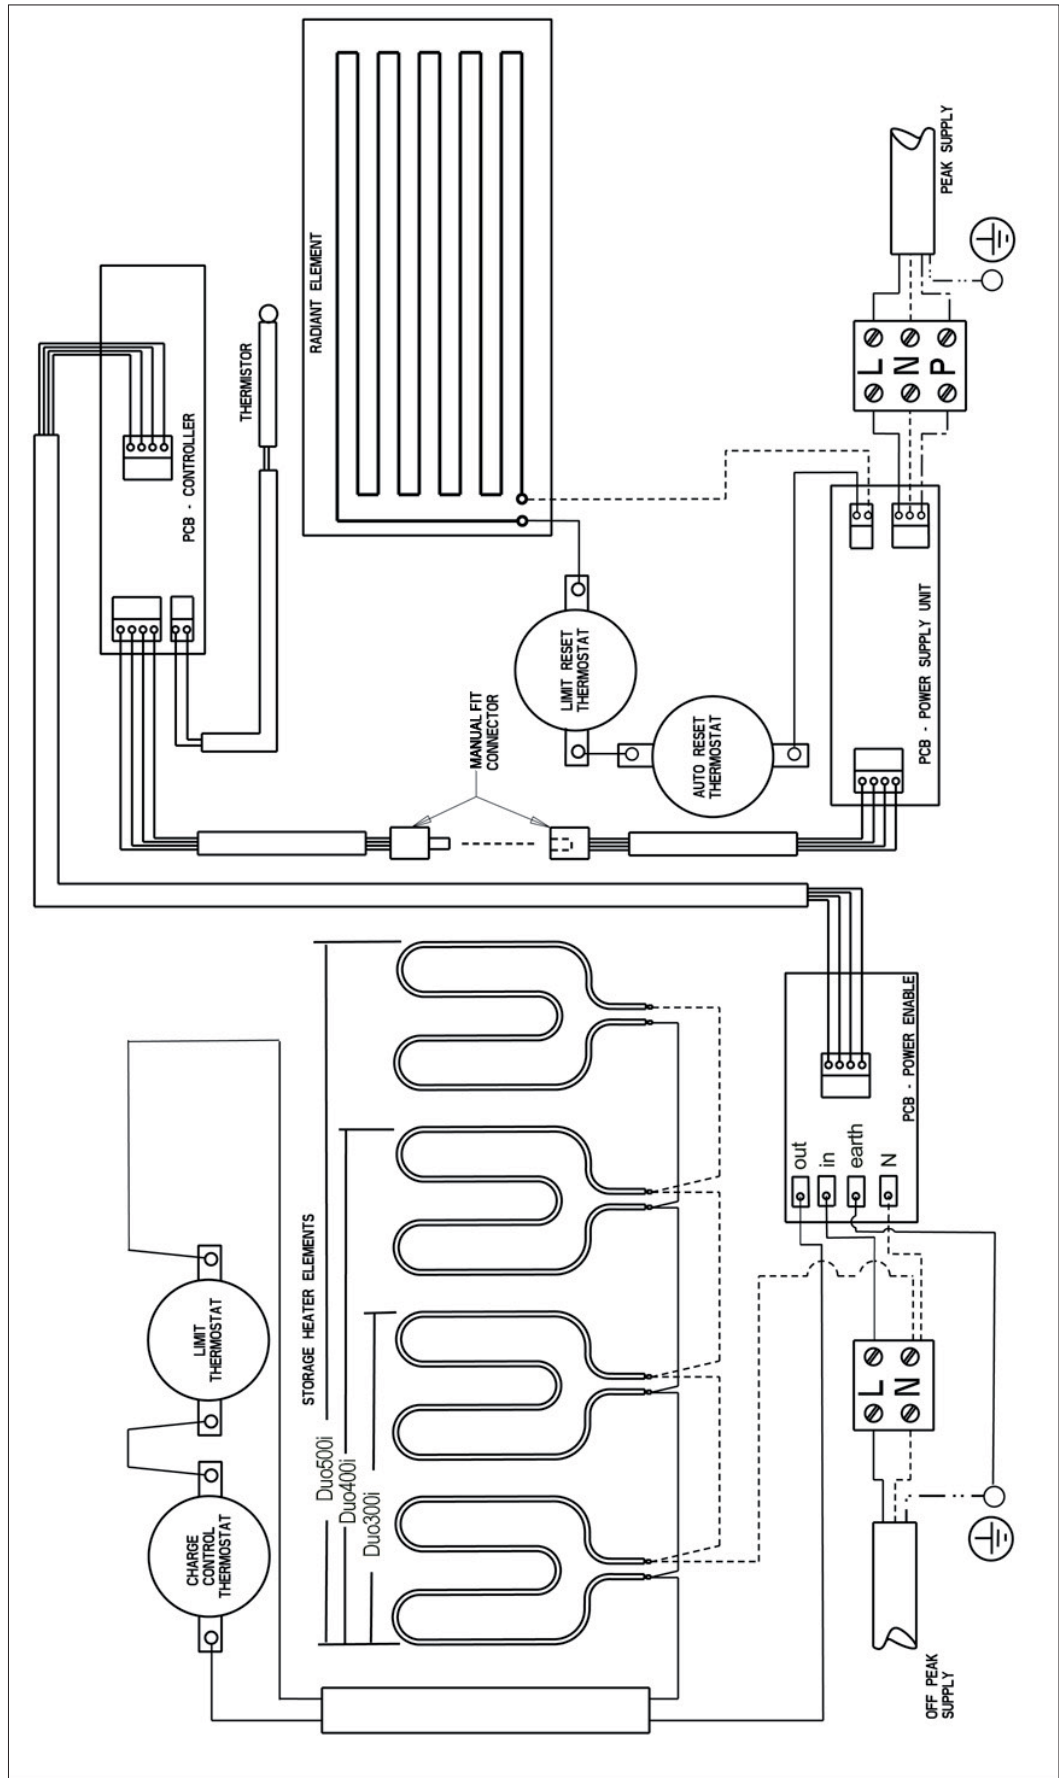 OFF PEAK
SUPPLY
CHARGE
CONTROL
THERMOSTAT
LIMIT
THERMOSTAT
STORAGE HEATER ELEMENTS
Duo500i
Duo400i
Duo300i
L
N
out
in
earth
N
PCB - POWER ENABLE
MANUAL FIT
CONNECTOR
PCB - CONTROLLER
THERMISTOR
RADIANT ELEMENT
LIMIT RESET
THERMOSTAT
AUTO RESET
THERMOSTAT
PCB - POWER SUPPLY UNIT
L
N
P
PEAK SUPPLY